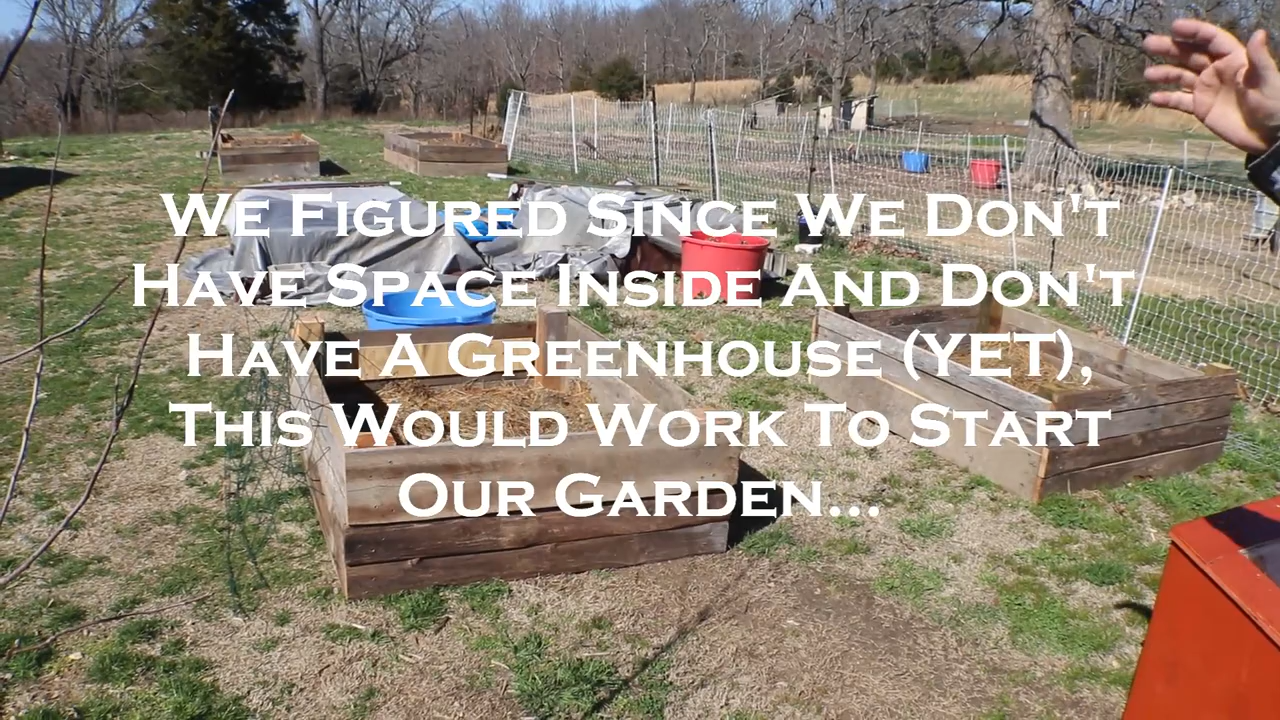 We Figured Since We Don't
Have Space Inside And Don't
Have A Greenhouse (YET),
This Would Work To Start
Our Garden...